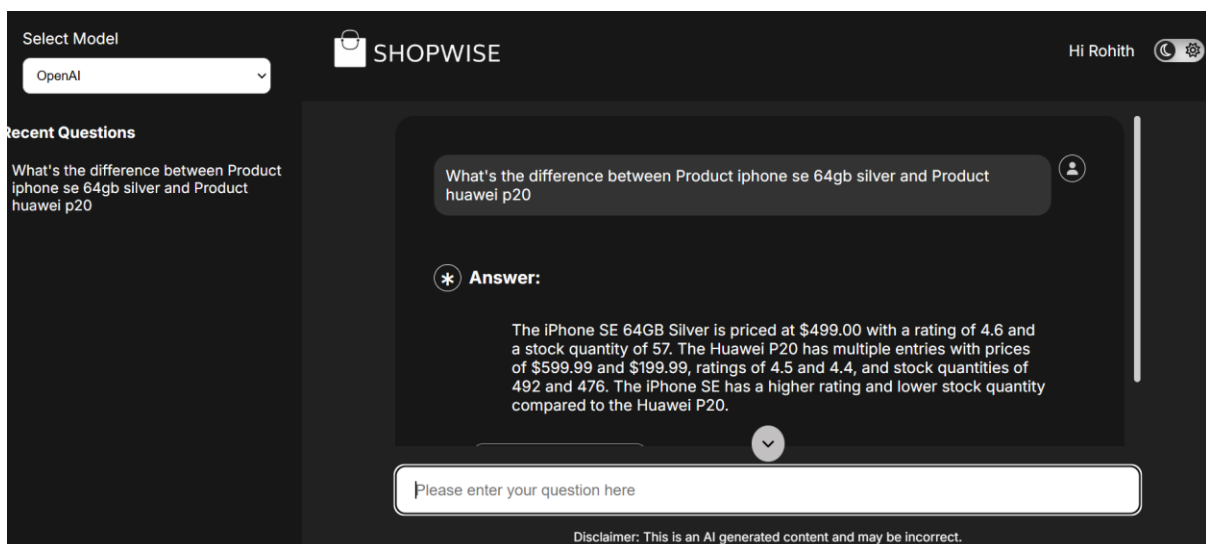 Select Model
OpenAI
SHOPWISE
Hi Rohith
Recent Questions
What's the difference between Product
iphone se 64gb silver and Product
huawei p20
What's the difference between Product iphone se 64gb silver and Product
huawei p20
Answer:
The iPhone SE 64GB Silver is priced at $499.00 with a rating of 4.6 and
a stock quantity of 57. The Huawei P20 has multiple entries with prices
of $599.99 and $199.99, ratings of 4.5 and 4.4, and stock quantities of
492 and 476. The iPhone SE has a higher rating and lower stock quantity
compared to the Huawei P20.
Please enter your question here
Disclaimer: This is an AI generated content and may be incorrect.